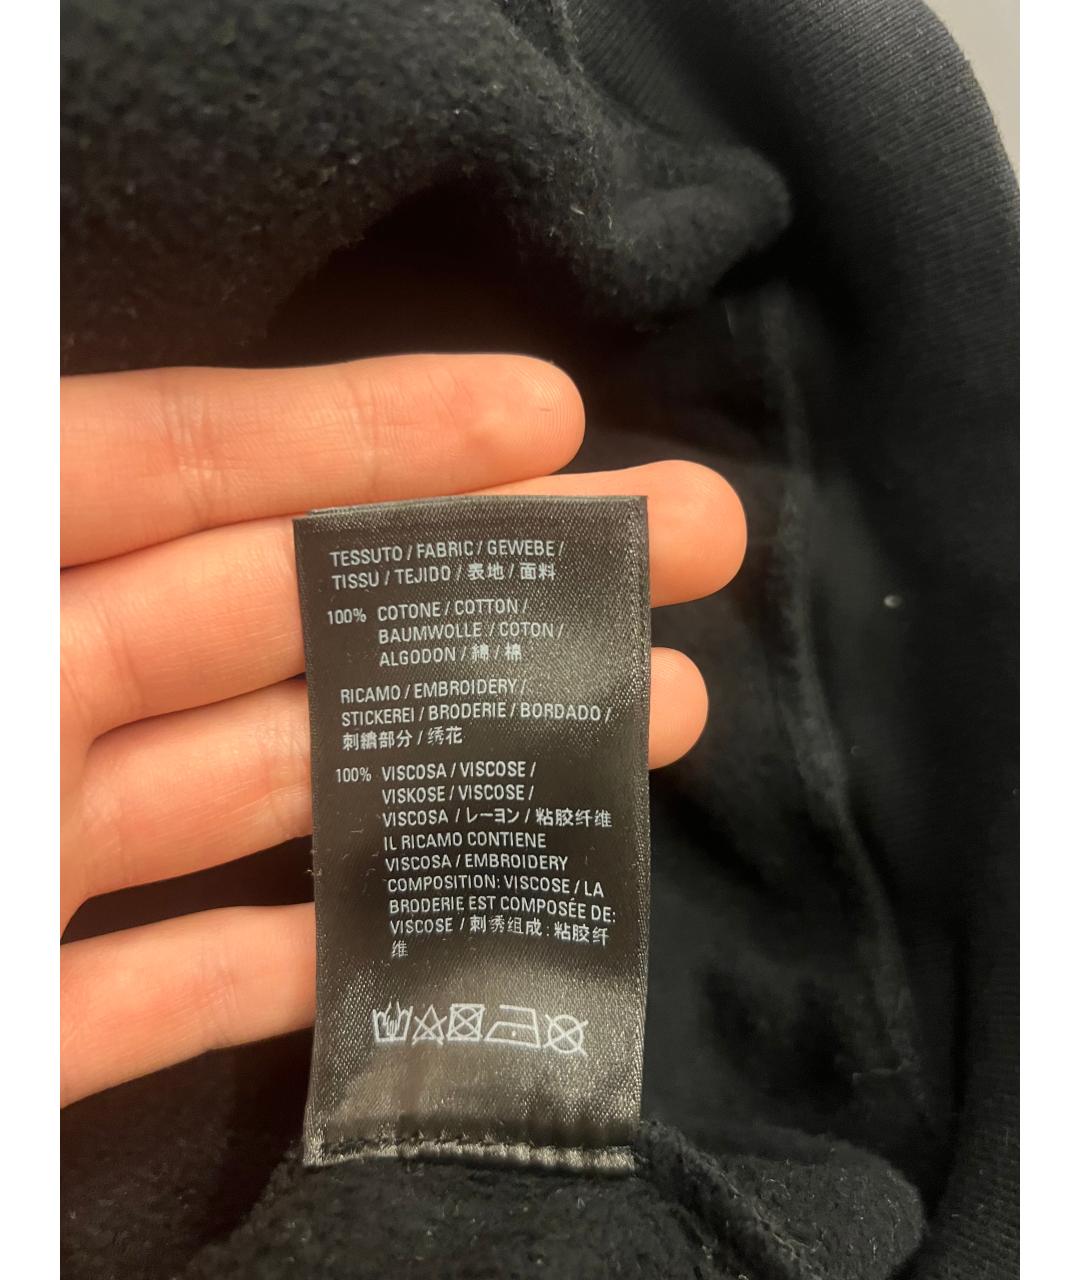 TESSUTO / FABRIC / GEWEBE /
TISSU / TEJIDO / 表地 / 面料
100% COTONE / COTTON /
BAUMWOLLE / COTON /
ALGODON / 綿 / 棉
RICAMO / EMBROIDERY /
STICKEREI / BRODERIE / BORDADO /
刺繍部分 / 绣花
100% VISCOSA / VISCOSE /
VISKOSE / VISCOSE /
VISCOSA / レーヨン / 粘胶纤维
IL RICAMO CONTIENE
VISCOSA / EMBROIDERY
COMPOSITION: VISCOSE / LA
BRODERIE EST COMPOSÉE DE:
VISCOSE / 刺绣组成: 粘胶纤
维